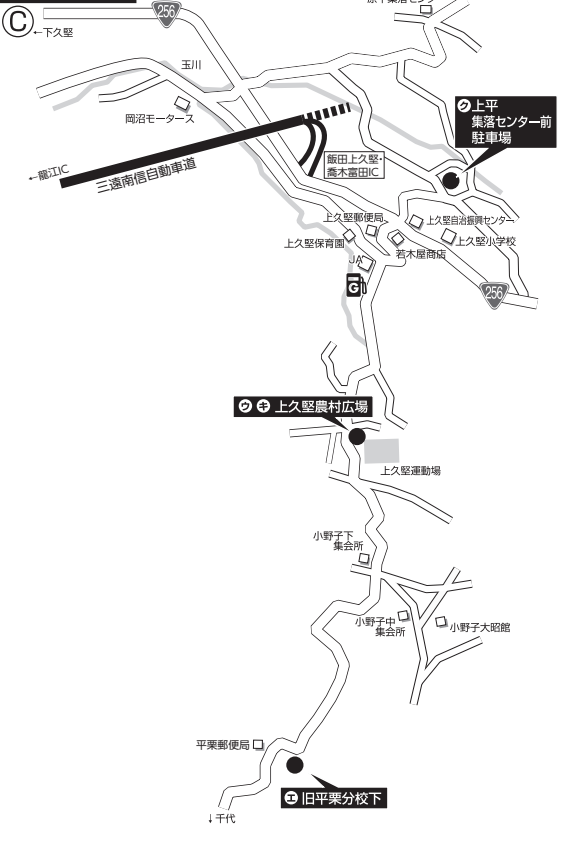 256
Ⓒ
←下久堅
玉川
岡沼モータース
㋗上平
集落センター前
駐車場
←龍江IC
三遠南信自動車道
飯田上久堅・
喬木富田IC
上久堅郵便局
上久堅自治振興センター
上久堅保育園
上久堅小学校
若木屋商店
JA
G
256
㋒ ㋖ 上久堅農村広場
上久堅運動場
小野子下
集会所
小野子中
集会所
小野子大昭館
平栗郵便局
㋓ 旧平栗分校下
↓千代